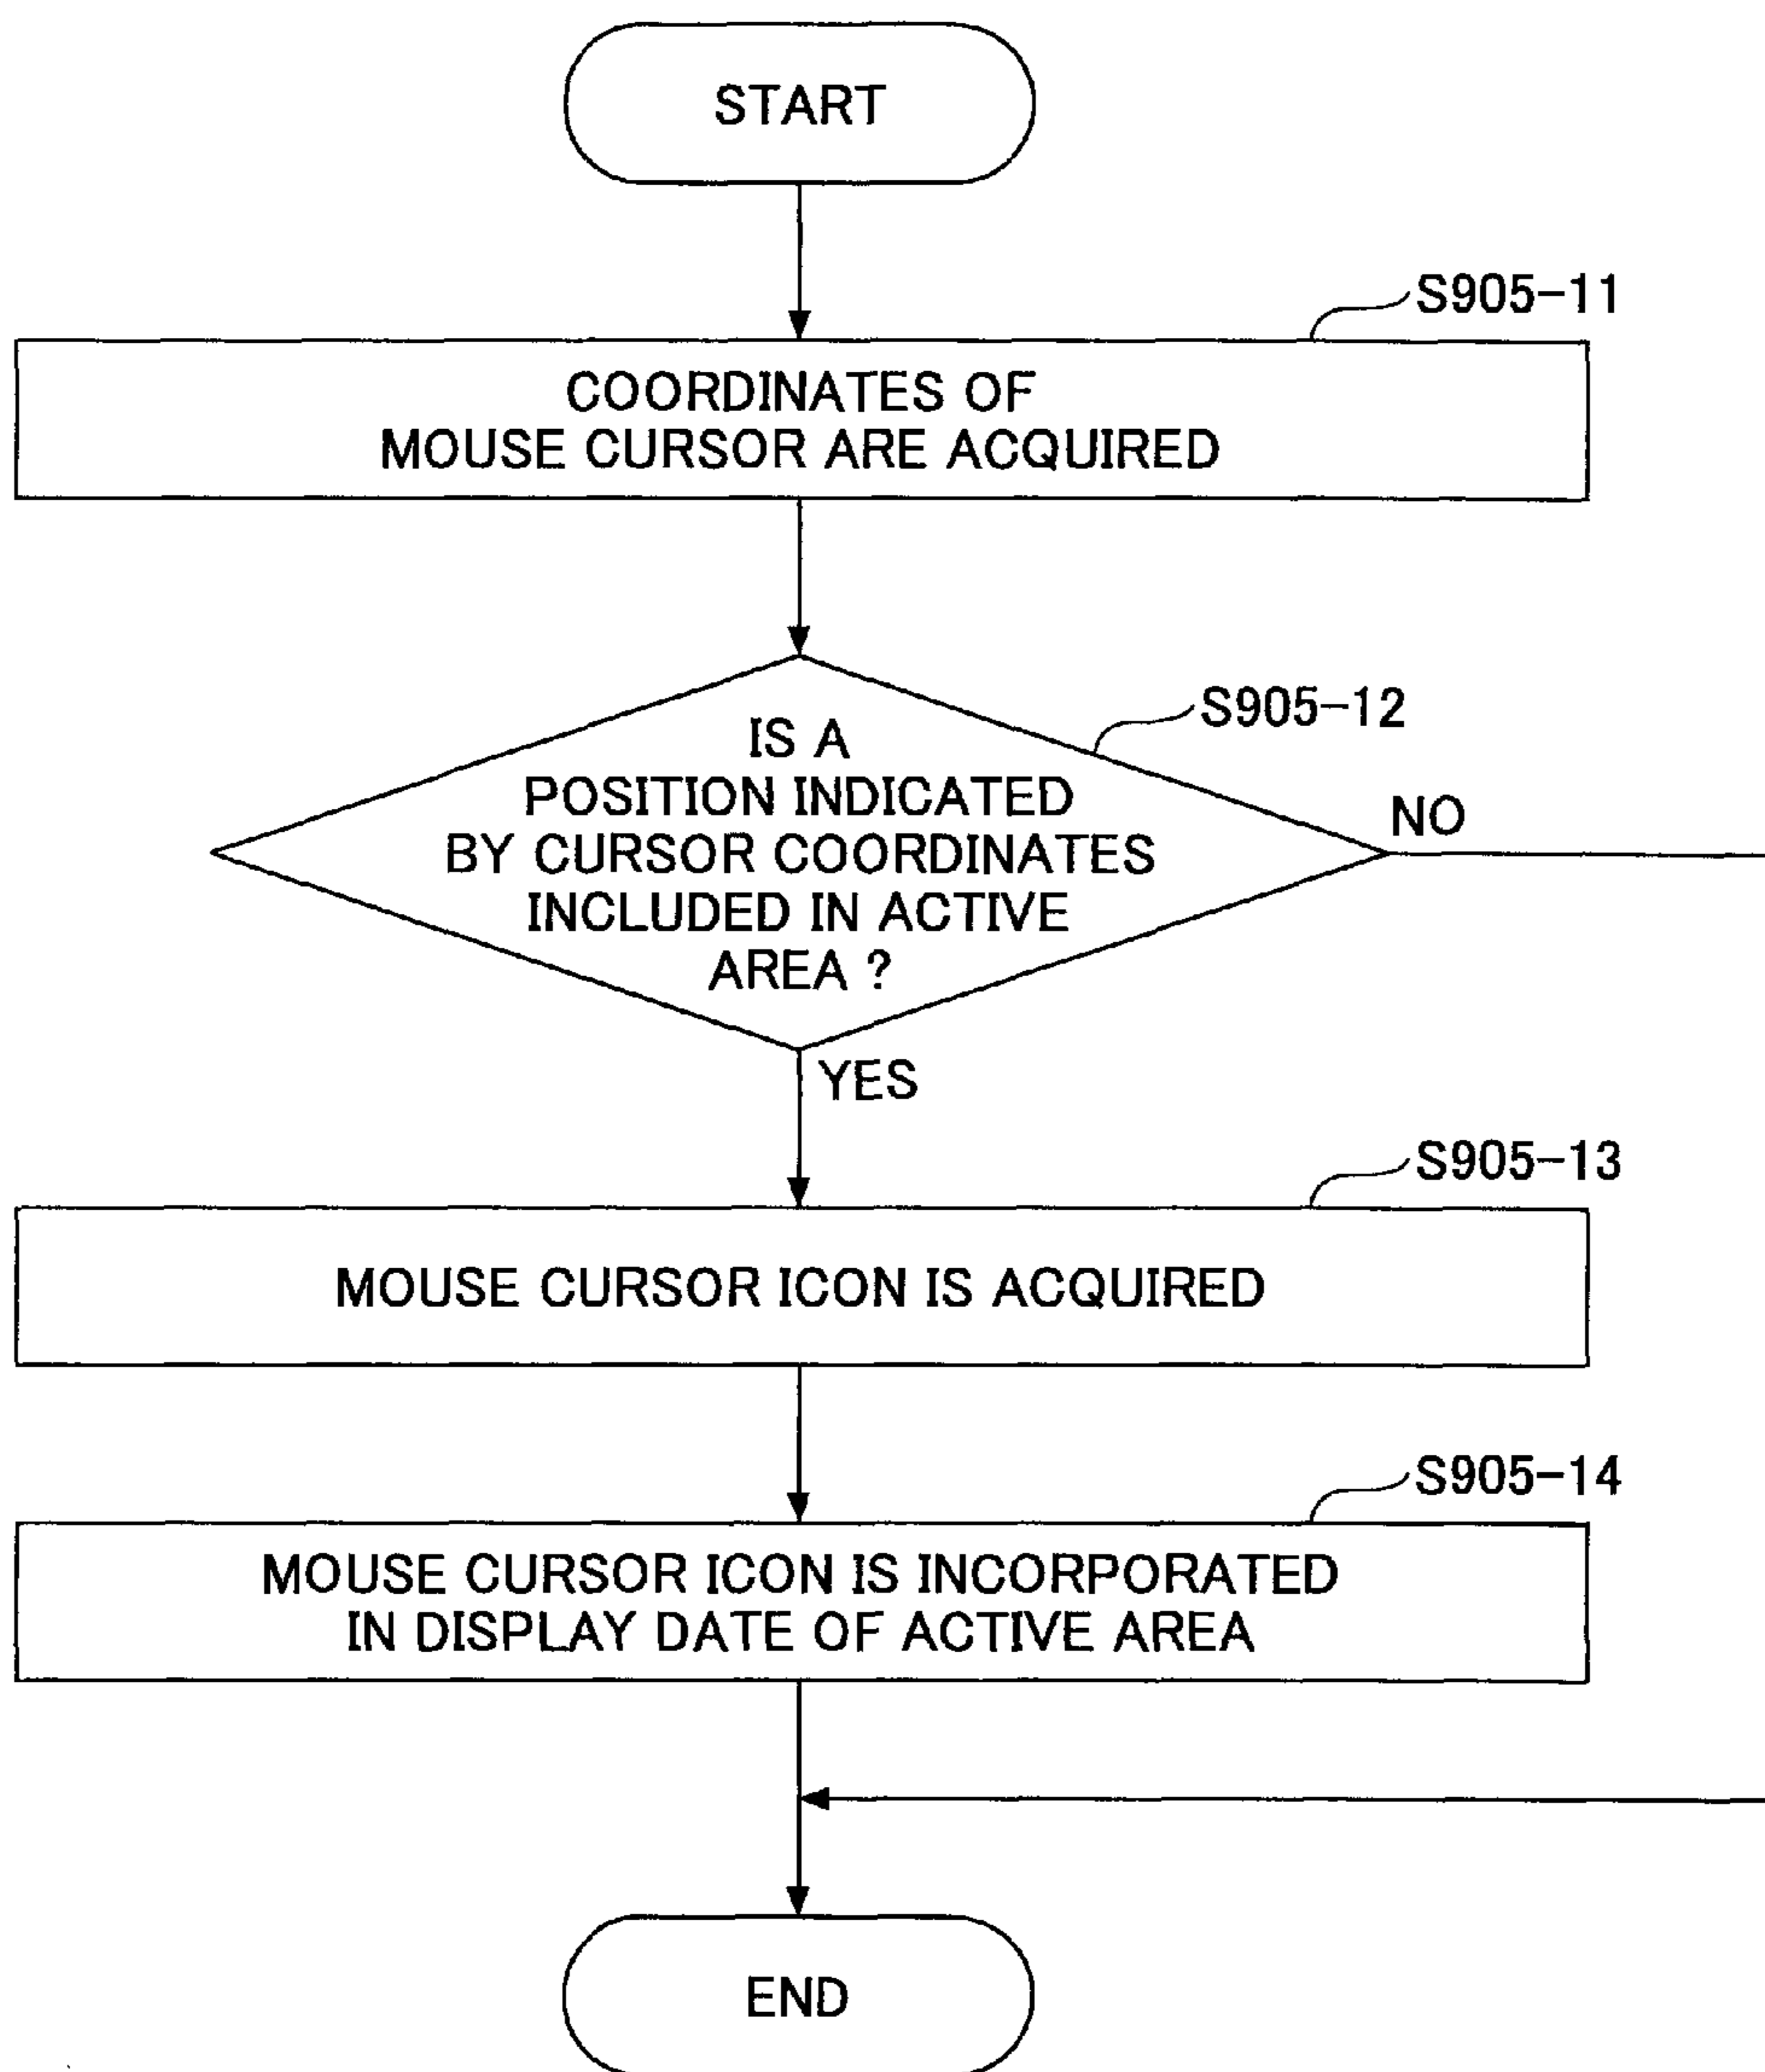 START
S905-11
COORDINATES OF
MOUSE CURSOR ARE ACQUIRED
S905-12
IS A
POSITION INDICATED
BY CURSOR COORDINATES
INCLUDED IN ACTIVE
AREA ?
NO
YES
S905-13
MOUSE CURSOR ICON IS ACQUIRED
S905-14
MOUSE CURSOR ICON IS INCORPORATED
IN DISPLAY DATE OF ACTIVE AREA
END